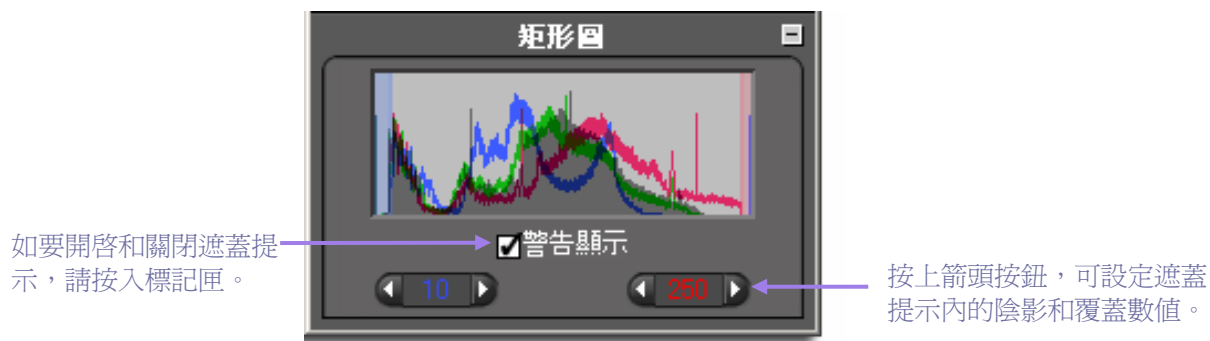 矩形圖
警告顯示
如要開啓和關閉遮蓋提
示，請按入標記匣。
10
250
按上箭頭按鈕，可設定遮蓋
提示內的陰影和覆蓋數值。